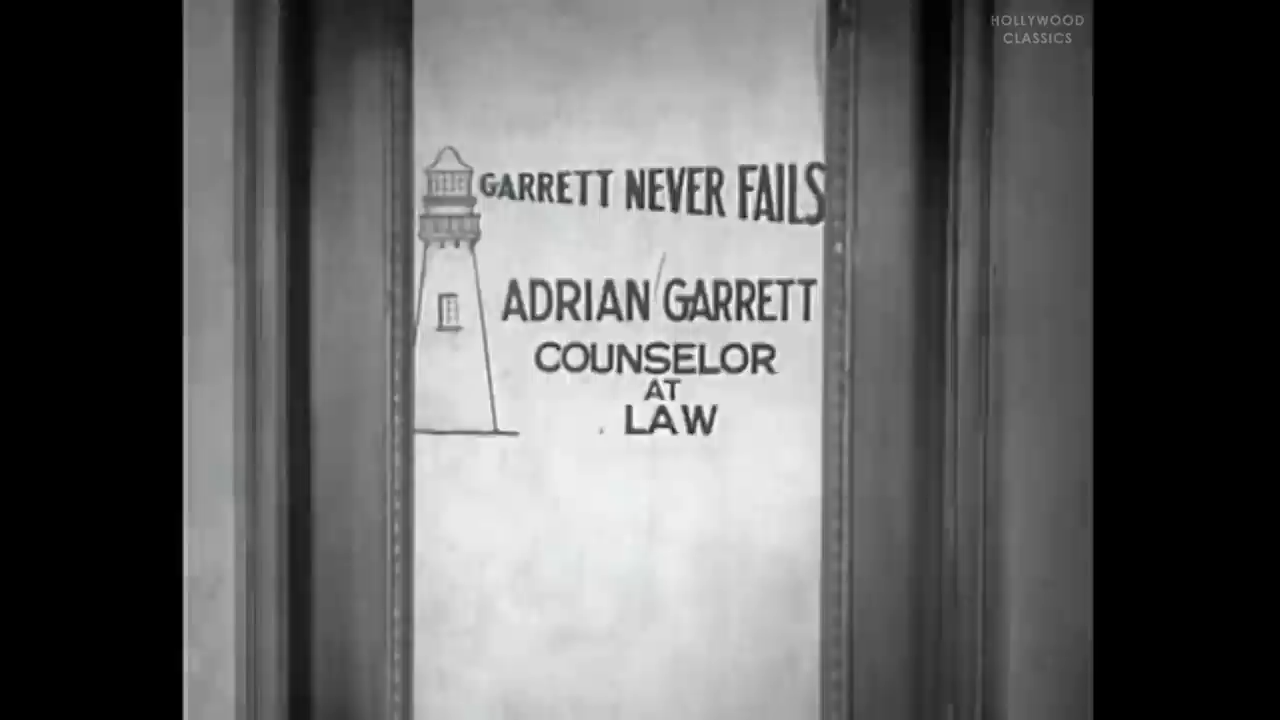 HOLLYWOOD
CLASSICS
GARRETT NEVER FAILS
ADRIAN GARRETT
COUNSELOR
AT
LAW